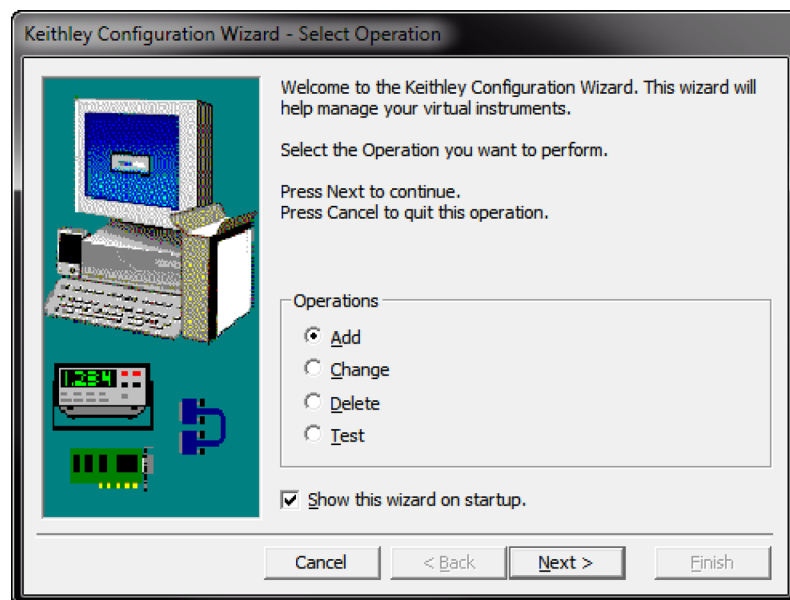 Keithley Configuration Wizard - Select Operation
Welcome to the Keithley Configuration Wizard. This wizard will
help manage your virtual instruments.
Select the Operation you want to perform.
Press Next to continue.
Press Cancel to quit this operation.
Operations
Add
Change
Delete
Test
1.234
Show this wizard on startup.
Cancel
< Back
Next >
Finish